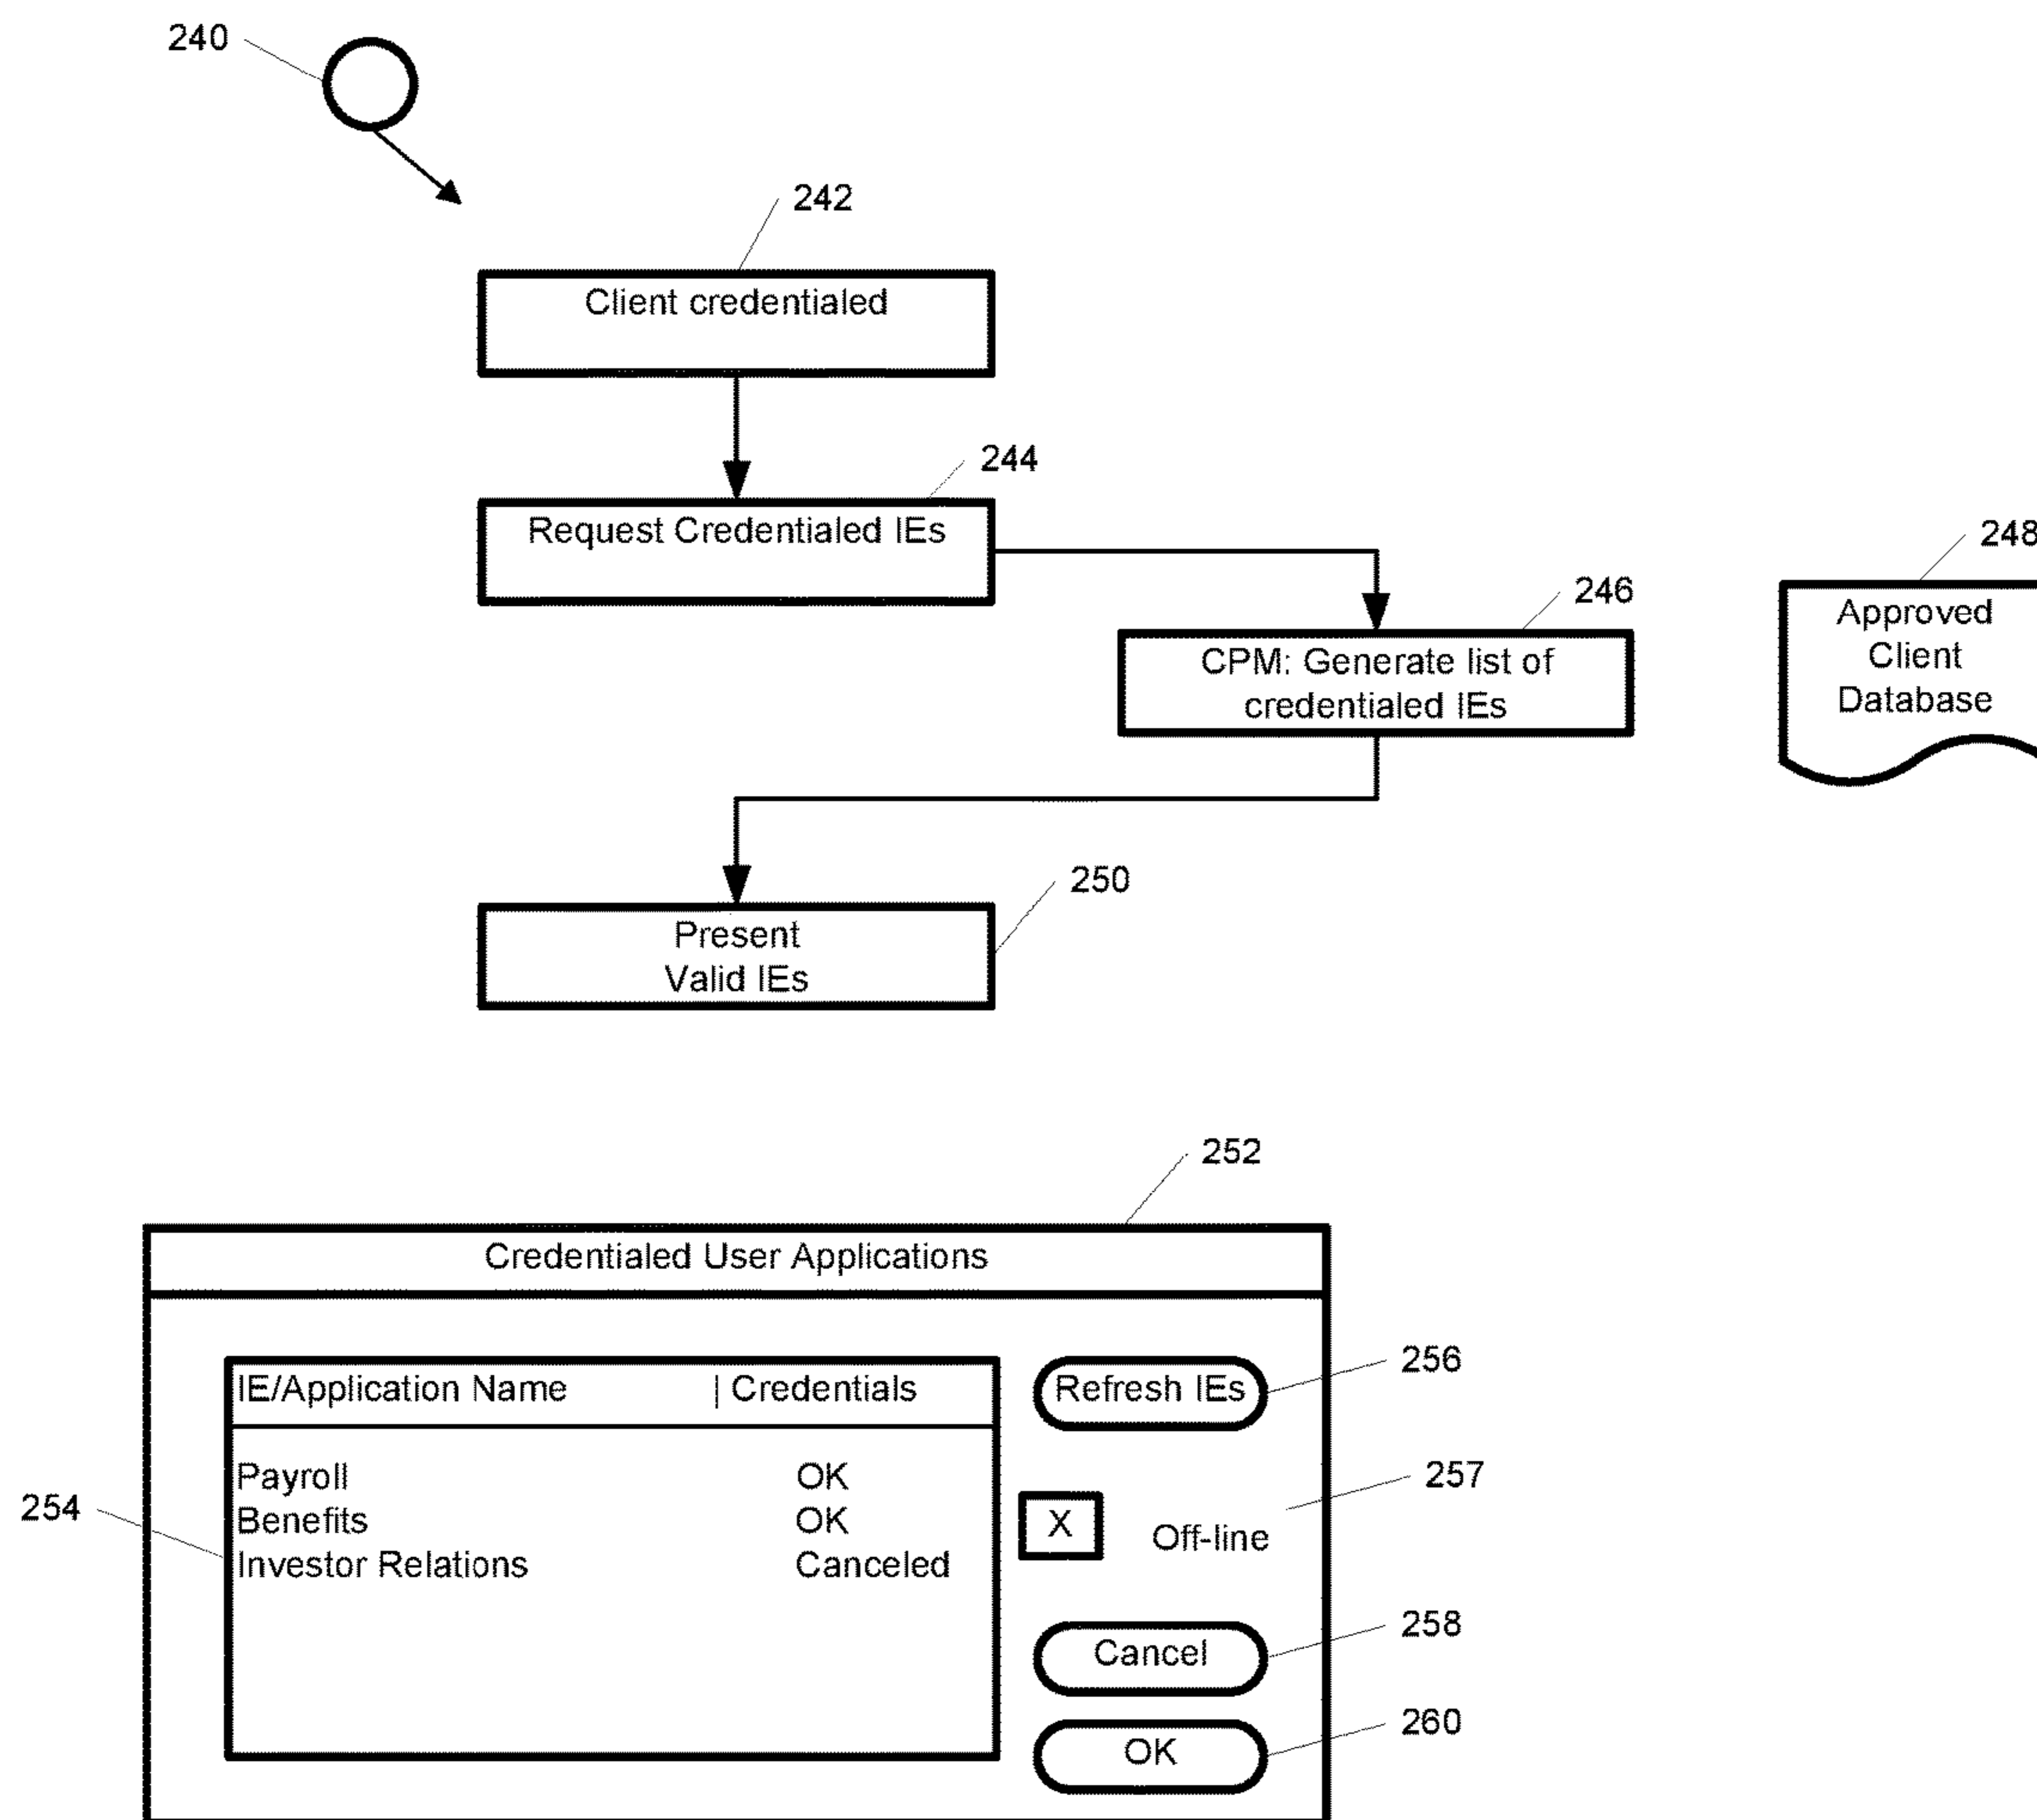 240
242
Client credentialed
244
Request Credentialed IEs
248
246
Approved
Client
Database
CPM: Generate list of
credentialed IEs
250
Present
Valid IEs
252
Credentialed User Applications
256
IE/Application Name | Credentials
Refresh IEs
257
254
Payroll OK
Benefits OK
Investor Relations Canceled
X Off-line
258
Cancel
260
OK